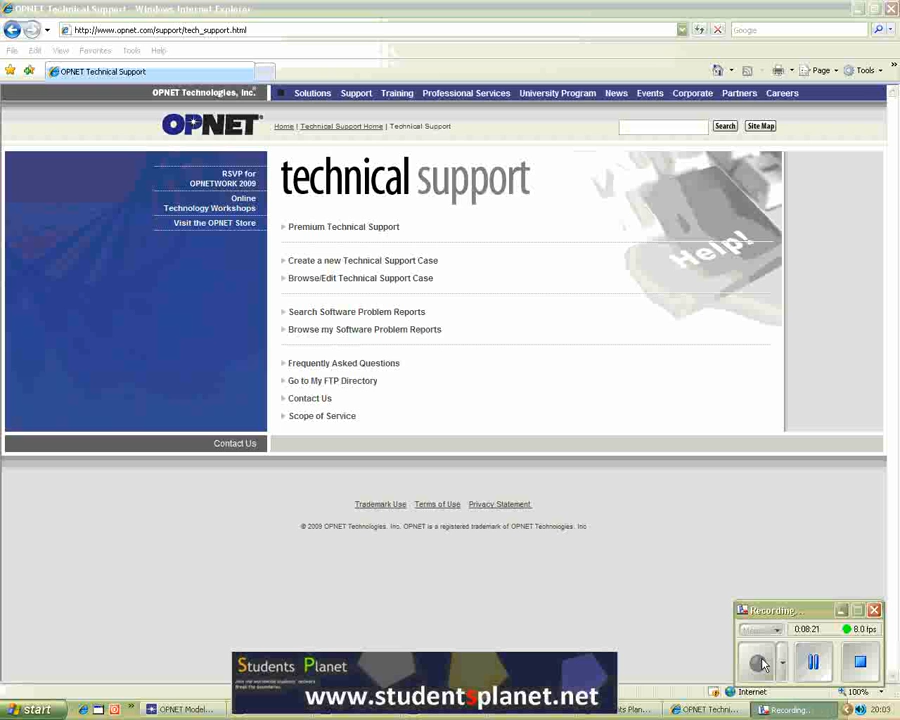 OPNET Technical Support - Windows Internet Explorer
http://www.opnet.com/support/tech_support.html
Google
File Edit View Favorites Tools Help
OPNET Technical Support
Page Tools
OPNET Technologies, Inc.
Solutions Support Training Professional Services University Program News Events Corporate Partners Careers
OPNET
Home | Technical Support Home | Technical Support
Search
Site Map
RSVP for
OPNETWORK 2009
Online
Technology Workshops
Visit the OPNET Store
technical support
Help!
Premium Technical Support
Create a new Technical Support Case
Browse/Edit Technical Support Case
Search Software Problem Reports
Browse my Software Problem Reports
Frequently Asked Questions
Go to My FTP Directory
Contact Us
Scope of Service
Contact Us
Trademark Use Terms of Use Privacy Statement
© 2009 OPNET Technologies, Inc. OPNET is a registered trademark of OPNET Technologies, Inc
Recording...
0:08:21 8.0 fps
Students Planet
www.studentsplanet.net
Internet 100%
start
OPNET Model...
OPNET Techni...
Recording...
20:03